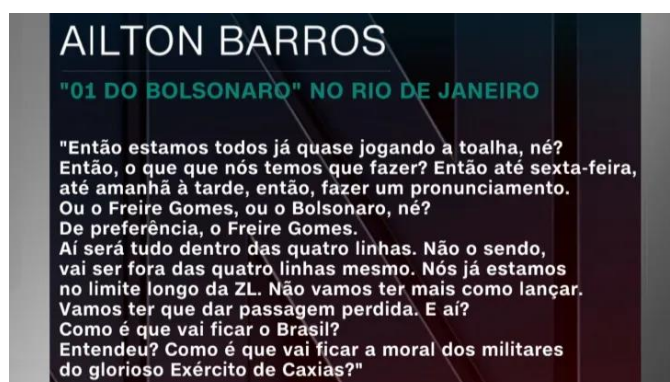 AILTON BARROS
"01 DO BOLSONARO" NO RIO DE JANEIRO
"Então estamos todos já quase jogando a toalha, né?
Então, o que que nós temos que fazer? Então até sexta-feira,
até amanhã à tarde, então, fazer um pronunciamento.
Ou o Freire Gomes, ou o Bolsonaro, né?
De preferência, o Freire Gomes.
Aí será tudo dentro das quatro linhas. Não o sendo,
vai ser fora das quatro linhas mesmo. Nós já estamos
no limite longo da ZL. Não vamos ter mais como lançar.
Vamos ter que dar passagem perdida. E aí?
Como é que vai ficar o Brasil?
Entendeu? Como é que vai ficar a moral dos militares
do glorioso Exército de Caxias?"